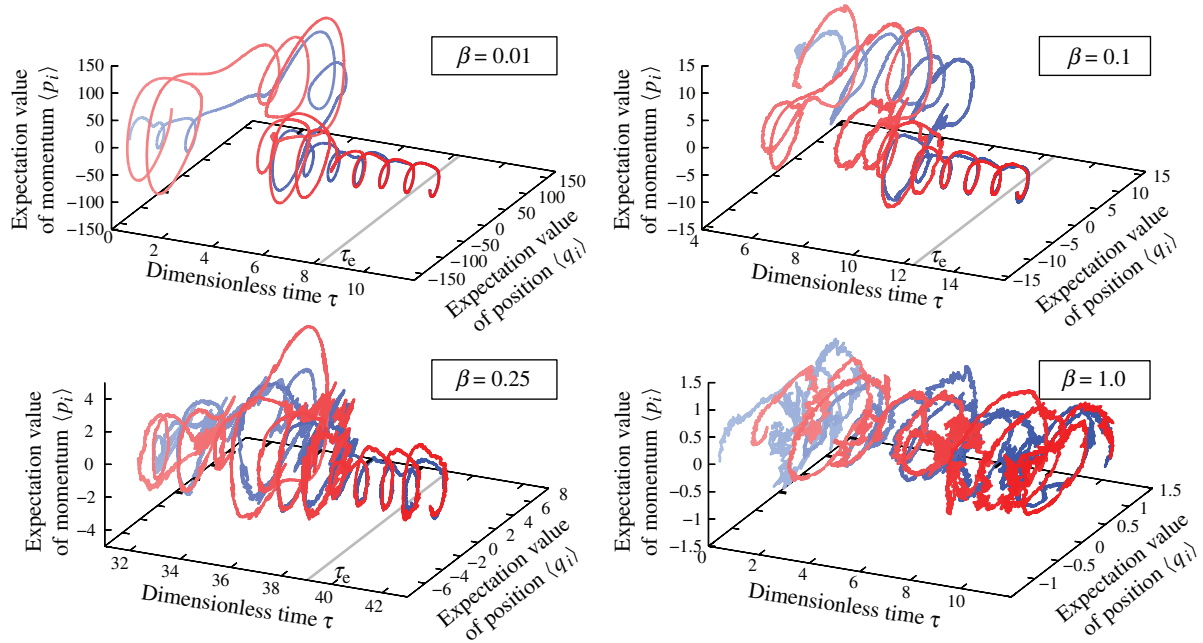 β = 0.01
Expectation value
of momentum ⟨pᵢ⟩
150
100
50
0
−50
−100
−150
0
2
4
6
8
10
τₑ
Dimensionless time τ
−150
−100
−50
0
50
100
150
Expectation value
of position ⟨qᵢ⟩
β = 0.1
Expectation value
of momentum ⟨pᵢ⟩
15
10
5
0
−5
−10
−15
4
6
8
10
12
14
τₑ
Dimensionless time τ
−15
−10
−5
0
5
10
15
Expectation value
of position ⟨qᵢ⟩
β = 0.25
Expectation value
of momentum ⟨pᵢ⟩
4
2
0
−2
−4
32
34
36
38
40
42
τₑ
Dimensionless time τ
−6
−4
−2
0
2
4
6
8
Expectation value
of position ⟨qᵢ⟩
β = 1.0
Expectation value
of momentum ⟨pᵢ⟩
1.5
1
0.5
0
−0.5
−1
−1.5
0
2
4
6
8
10
Dimensionless time τ
−1
−0.5
0
0.5
1
1.5
Expectation value
of position ⟨qᵢ⟩